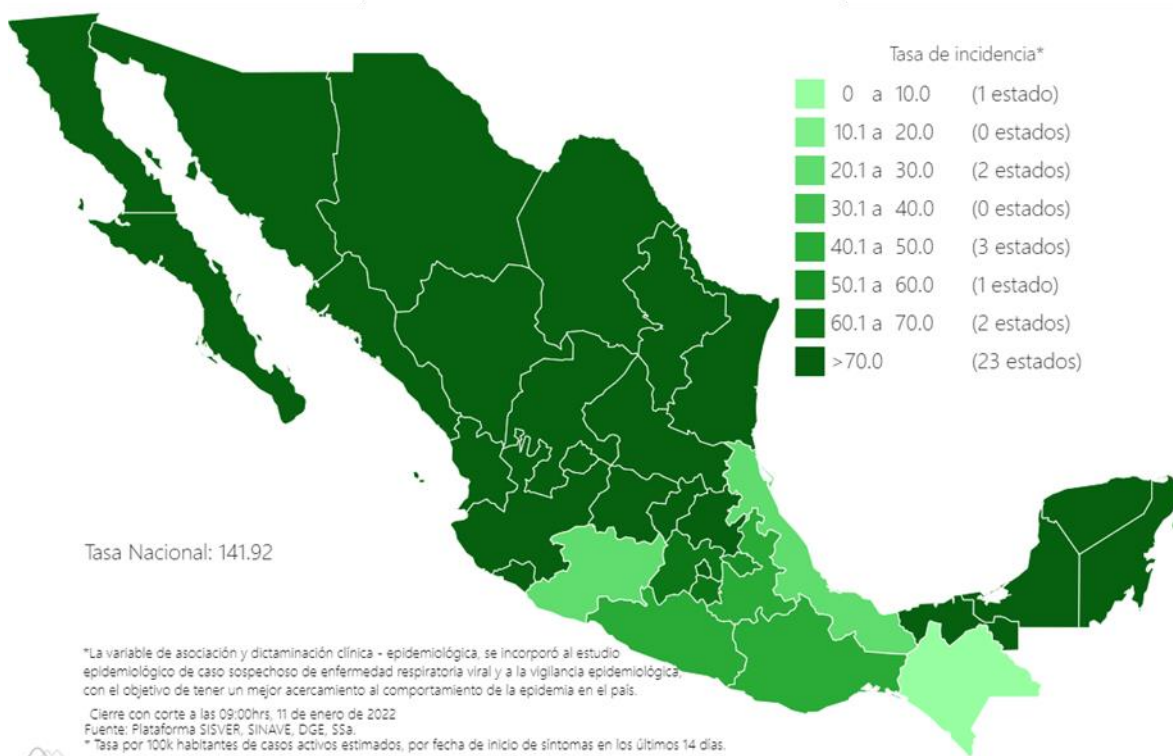 Tasa de incidencia*
0 a 10.0 (1 estado)
10.1 a 20.0 (0 estados)
20.1 a 30.0 (2 estados)
30.1 a 40.0 (0 estados)
40.1 a 50.0 (3 estados)
50.1 a 60.0 (1 estado)
60.1 a 70.0 (2 estados)
>70.0 (23 estados)
Tasa Nacional: 141.92
*La variable de asociación y dictaminación clínica - epidemiológica, se incorporó al estudio
epidemiológico de caso sospechoso de enfermedad respiratoria viral y a la vigilancia epidemiológica,
con el objetivo de tener un mejor acercamiento al comportamiento de la epidemia en el país.
Cierre con corte a las 09:00hrs, 11 de enero de 2022
Fuente: Plataforma SISVER, SINAVE, DGE, SSa.
* Tasa por 100k habitantes de casos activos estimados, por fecha de inicio de síntomas en los últimos 14 días.